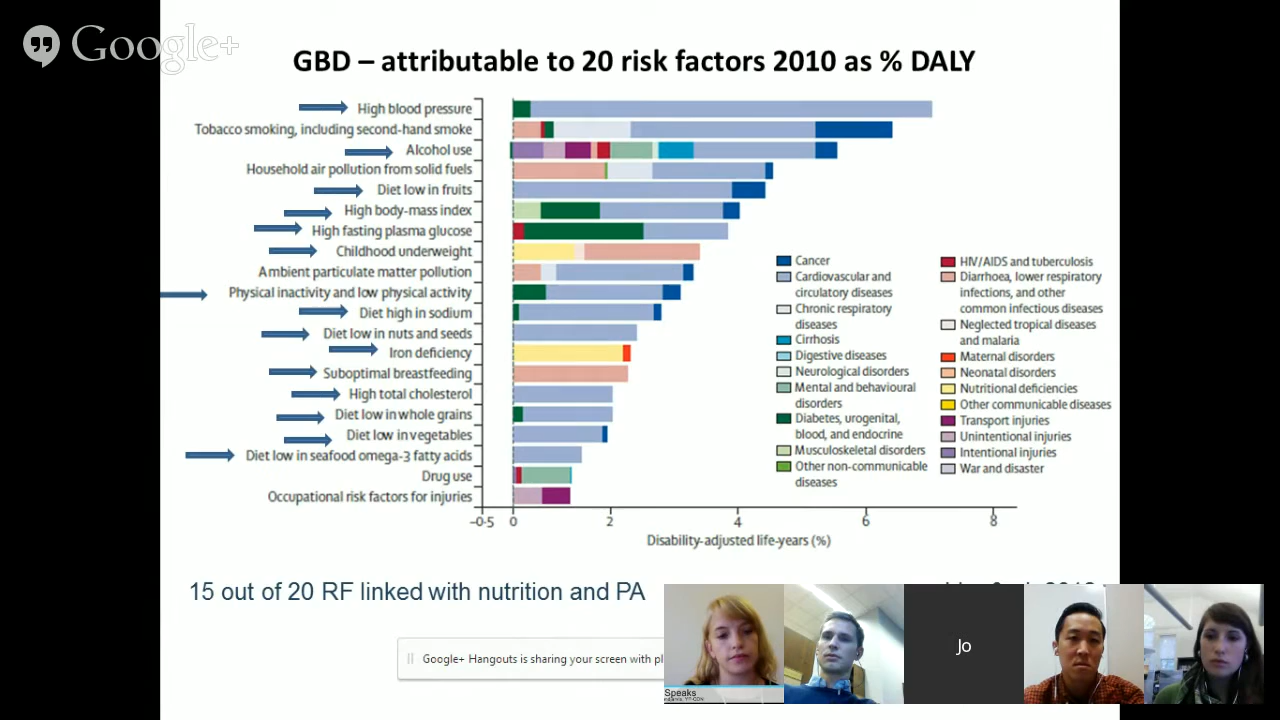 Google+
GBD – attributable to 20 risk factors 2010 as % DALY
High blood pressure
Tobacco smoking, including second-hand smoke
Alcohol use
Household air pollution from solid fuels
Diet low in fruits
High body-mass index
High fasting plasma glucose
Childhood underweight
Ambient particulate matter pollution
Physical inactivity and low physical activity
Diet high in sodium
Diet low in nuts and seeds
Iron deficiency
Suboptimal breastfeeding
High total cholesterol
Diet low in whole grains
Diet low in vegetables
Diet low in seafood omega-3 fatty acids
Drug use
Occupational risk factors for injuries
Cancer
Cardiovascular and
circulatory diseases
Chronic respiratory
diseases
Cirrhosis
Digestive diseases
Neurological disorders
Mental and behavioural
disorders
Diabetes, urogenital,
blood, and endocrine
Musculoskeletal disorders
Other non-communicable
diseases
HIV/AIDS and tuberculosis
Diarrhoea, lower respiratory
infections, and other
common infectious diseases
Neglected tropical diseases
and malaria
Maternal disorders
Neonatal disorders
Nutritional deficiencies
Other communicable diseases
Transport injuries
Unintentional injuries
Intentional injuries
War and disaster
-0·5 0 2 4 6 8
Disability-adjusted life-years (%)
15 out of 20 RF linked with nutrition and PA
Google+ Hangouts is sharing your screen with pl
Jo
Speaks